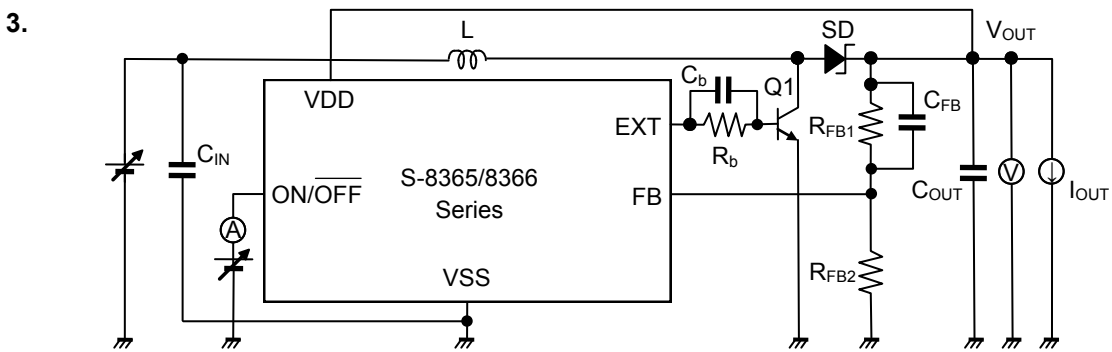 3.
L
SD
VOUT
VDD
Cb
Q1
CFB
EXT
RFB1
CIN
Rb
S-8365/8366
Series
ON/OFF
FB
COUT
V
IOUT
A
VSS
RFB2